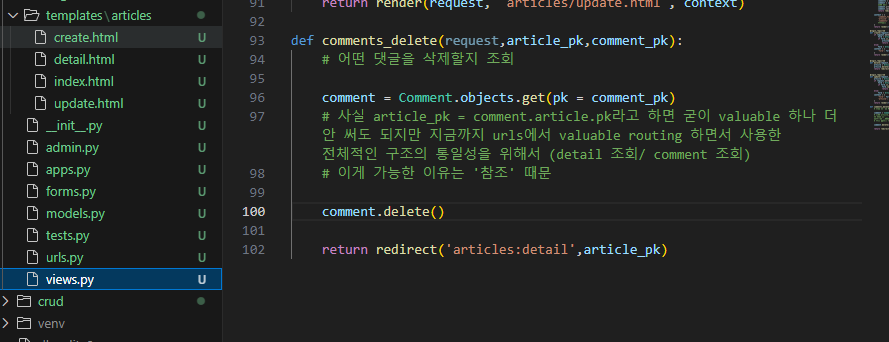 templates\articles
create.html U
detail.html U
index.html U
update.html U
__init__.py U
admin.py U
apps.py U
forms.py U
models.py U
tests.py U
urls.py U
views.py U
crud
venv
91 return render(request, 'articles/update.html', context)
92
93 def comments_delete(request,article_pk,comment_pk):
94 # 어떤 댓글을 삭제할지 조회
95
96 comment = Comment.objects.get(pk = comment_pk)
97 # 사실 article_pk = comment.article.pk라고 하면 굳이 valuable 하나 더
안 써도 되지만 지금까지 urls에서 valuable routing 하면서 사용한
전체적인 구조의 통일성을 위해서 (detail 조회/ comment 조회)
98 # 이게 가능한 이유는 '참조' 때문
99
100 comment.delete()
101
102 return redirect('articles:detail',article_pk)